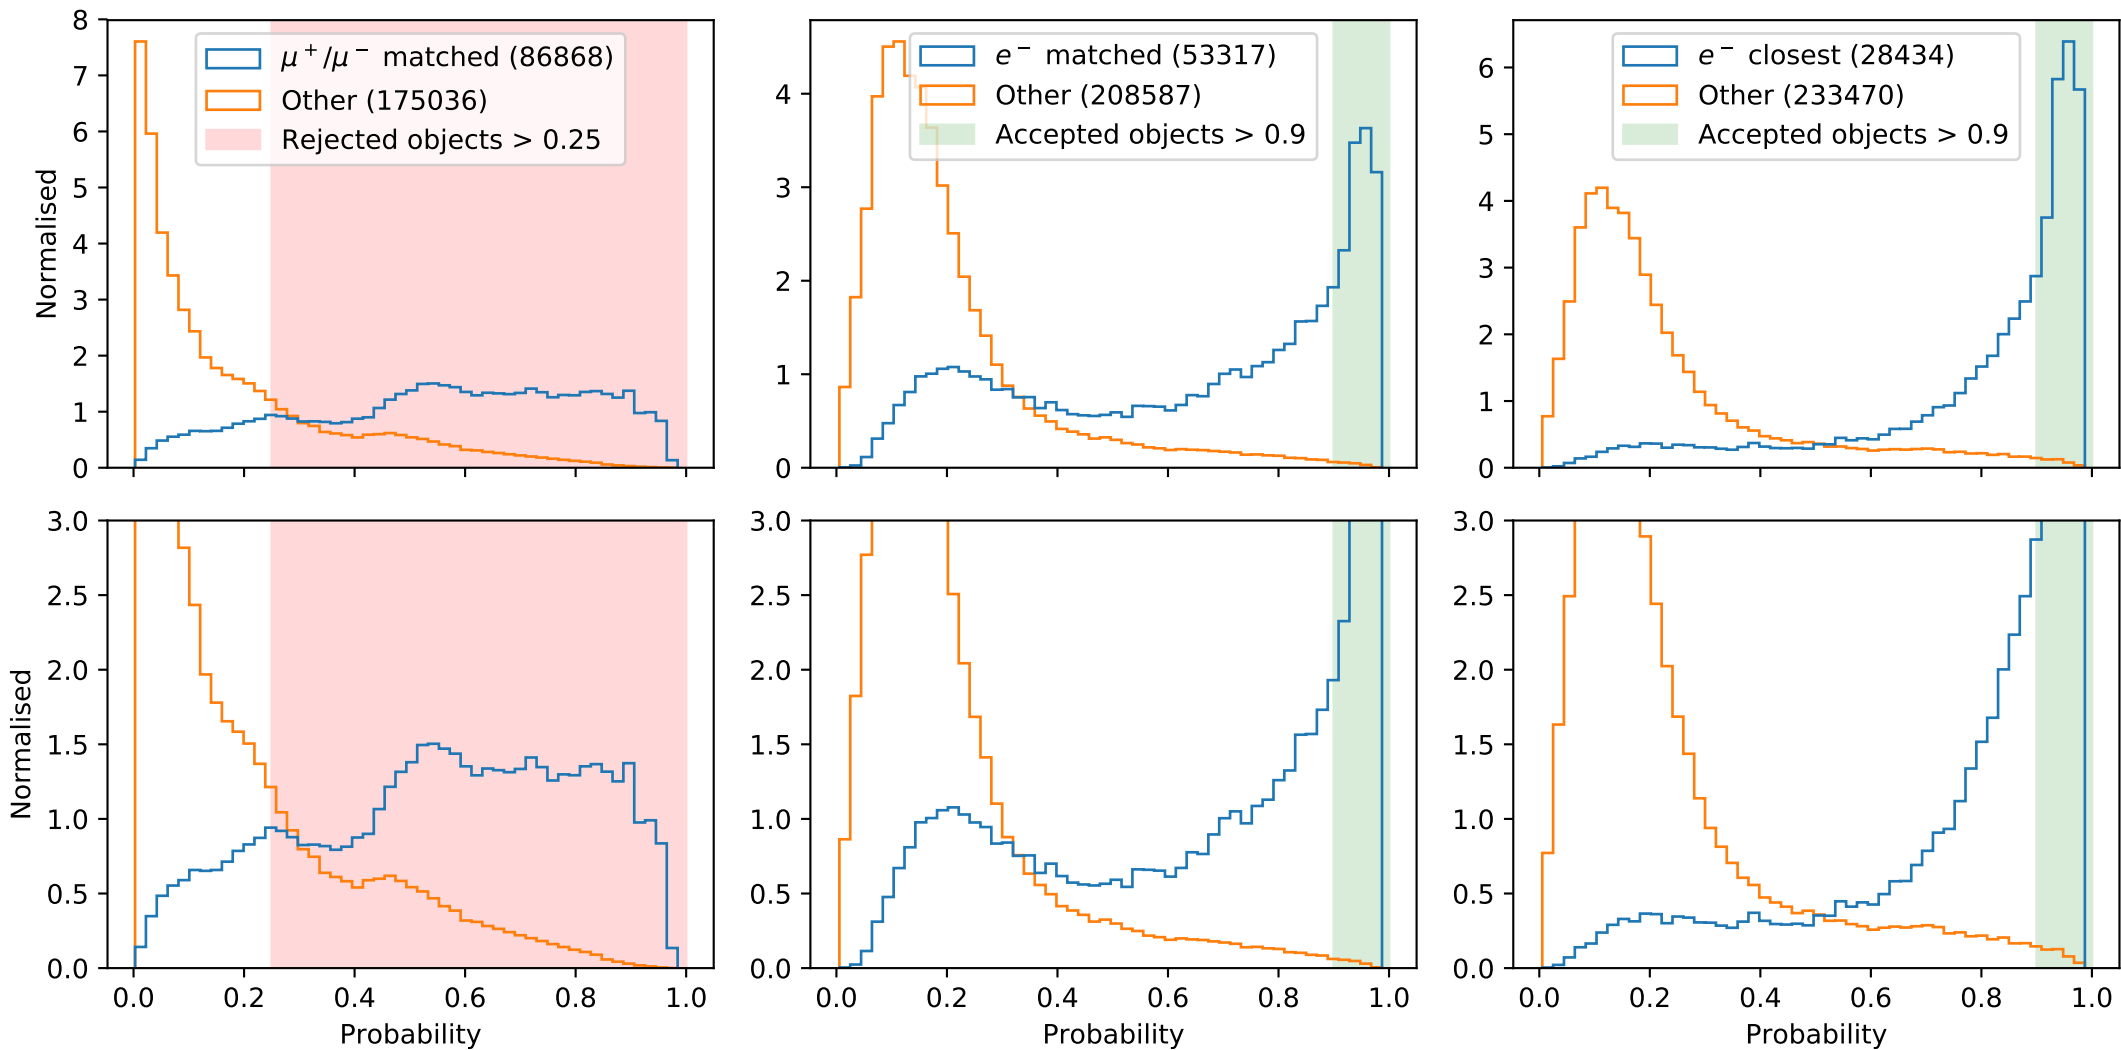 8
7
6
5
4
3
2
1
0
Normalised
μ⁺/μ⁻ matched (86868)
Other (175036)
Rejected objects > 0.25
4
3
2
1
0
e⁻ matched (53317)
Other (208587)
Accepted objects > 0.9
6
5
4
3
2
1
0
e⁻ closest (28434)
Other (233470)
Accepted objects > 0.9
3.0
2.5
2.0
1.5
1.0
0.5
0.0
Normalised
0.0 0.2 0.4 0.6 0.8 1.0
Probability
3.0
2.5
2.0
1.5
1.0
0.5
0.0
0.0 0.2 0.4 0.6 0.8 1.0
Probability
3.0
2.5
2.0
1.5
1.0
0.5
0.0
0.0 0.2 0.4 0.6 0.8 1.0
Probability